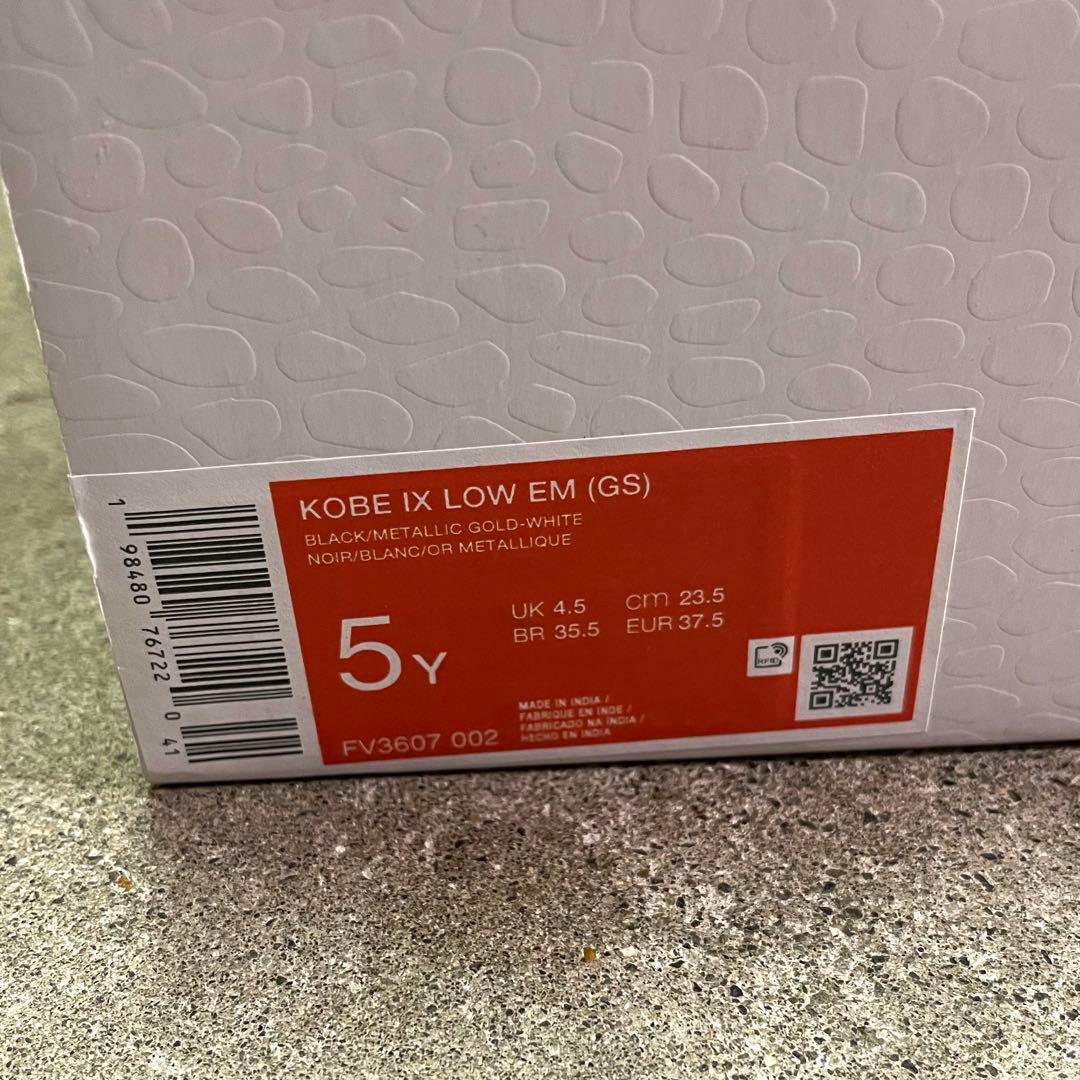 KOBE IX LOW EM (GS)
BLACK/METALLIC GOLD-WHITE
NOIR/BLANC/OR METALLIQUE
5Y
UK 4.5 cm 23.5
BR 35.5 EUR 37.5
RFID
MADE IN INDIA /
FABRIQUE EN INDE /
FABRICADO NA INDIA /
HECHO EN INDIA
FV3607 002
1 98480 76722 0 41